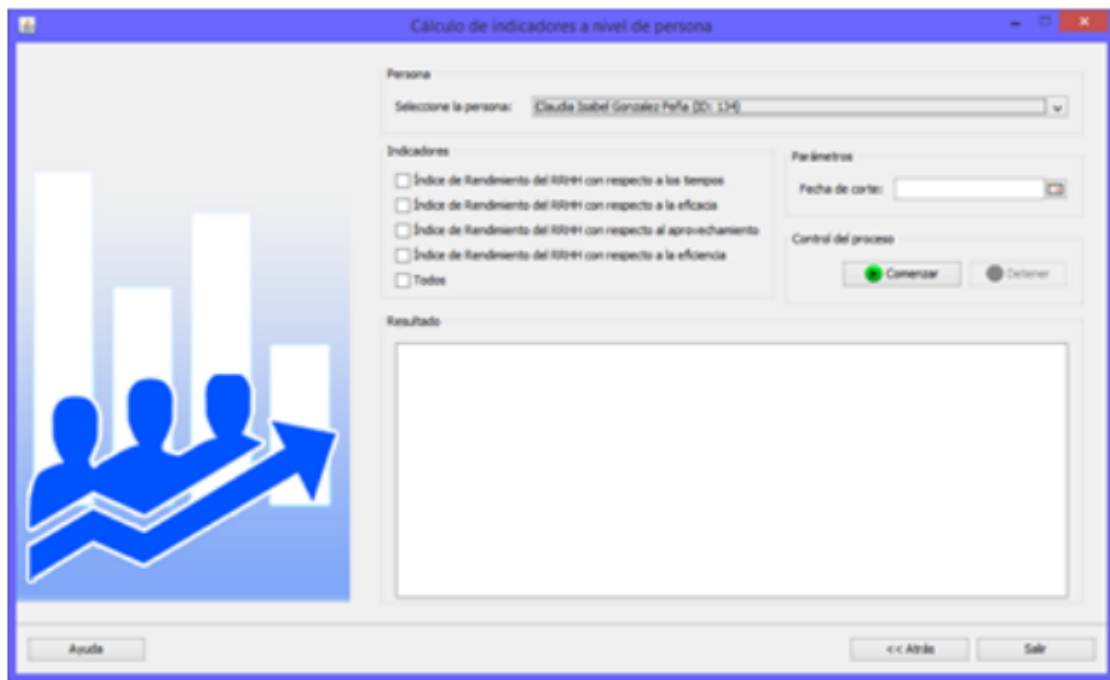 Cálculo de indicadores a nivel de persona
Persona
Seleccione la persona: Claudia Isabel Gonzalez Peña (ID: 134)
Indicadores
Índice de Rendimiento del RRHH con respecto a los tiempos
Índice de Rendimiento del RRHH con respecto a la eficacia
Índice de Rendimiento del RRHH con respecto al aprovechamiento
Índice de Rendimiento del RRHH con respecto a la eficiencia
Todos
Parámetros
Fecha de corte:
Control del proceso
Comenzar Detener
Resultado
Ayuda << Atrás Salir